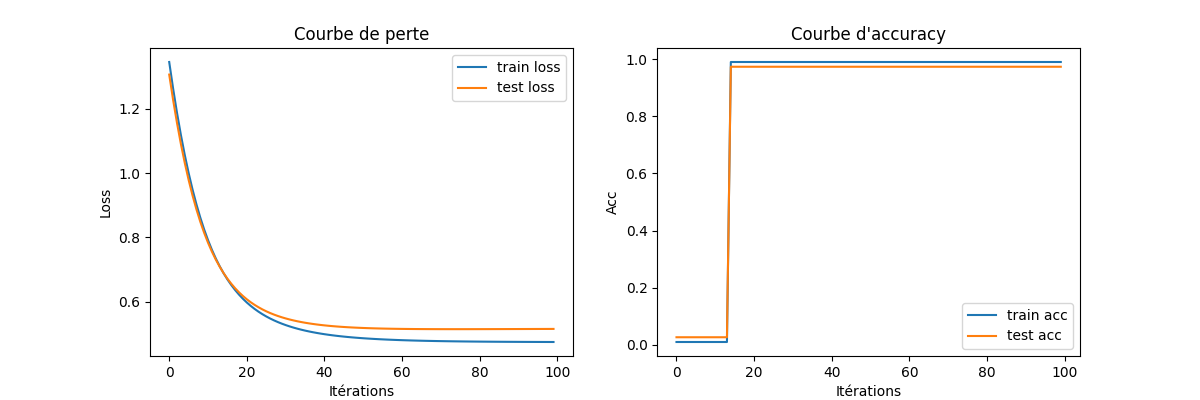 Courbe de perte
train loss
test loss
1.2
1.0
0.8
0.6
Loss
0
20
40
60
80
100
Itérations
Courbe d'accuracy
1.0
0.8
0.6
0.4
0.2
0.0
Acc
train acc
test acc
0
20
40
60
80
100
Itérations